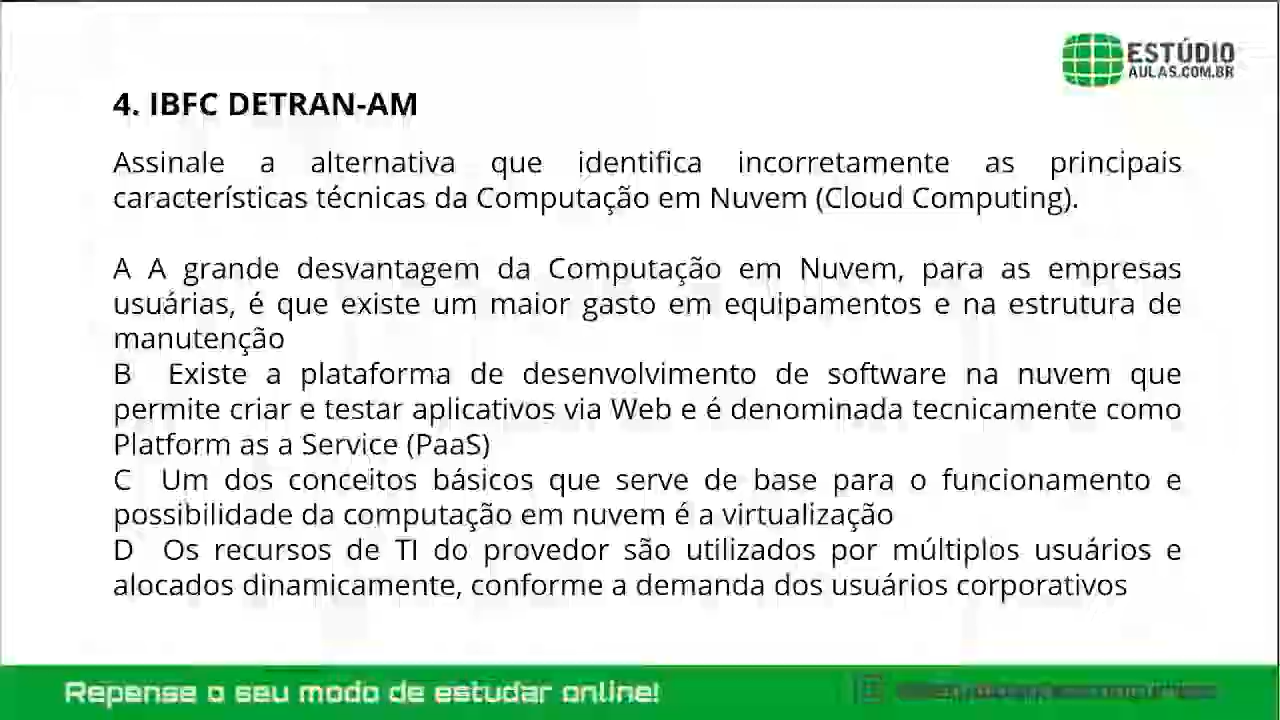 ESTÚDIO
AULAS.COM.BR
4. IBFC DETRAN-AM
Assinale a alternativa que identifica incorretamente as principais
características técnicas da Computação em Nuvem (Cloud Computing).
A A grande desvantagem da Computação em Nuvem, para as empresas
usuárias, é que existe um maior gasto em equipamentos e na estrutura de
manutenção
B Existe a plataforma de desenvolvimento de software na nuvem que
permite criar e testar aplicativos via Web e é denominada tecnicamente como
Platform as a Service (PaaS)
C Um dos conceitos básicos que serve de base para o funcionamento e
possibilidade da computação em nuvem é a virtualização
D Os recursos de TI do provedor são utilizados por múltiplos usuários e
alocados dinamicamente, conforme a demanda dos usuários corporativos
Repense o seu modo de estudar online!